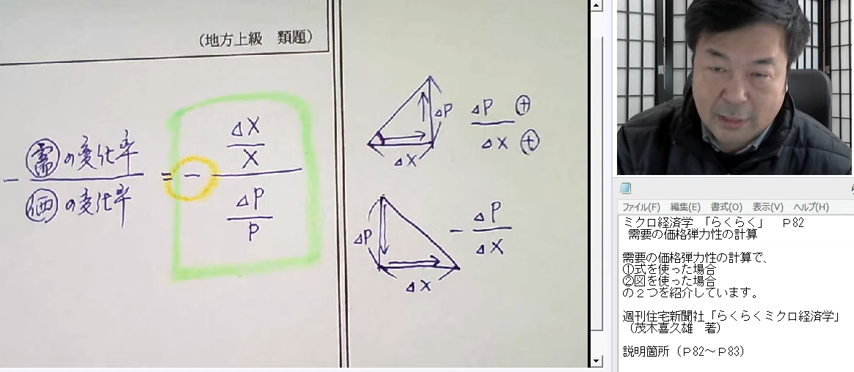 (地方上級 類題)
- 需の変化率 / 価の変化率 = - ΔX/X / ΔP/P
ΔP
ΔX
ΔP/ΔX
+
+
ΔP
ΔX
- ΔP/ΔX
ファイル(F) 編集(E) 書式(O) 表示(V) ヘルプ(H)
ミクロ経済学 「らくらく」 P82
需要の価格弾力性の計算
需要の価格弾力性の計算で、
①式を使った場合
②図を使った場合
の2つを紹介しています。
週刊住宅新聞社「らくらくミクロ経済学」
(茂木喜久雄 著)
説明箇所(P82~P83)